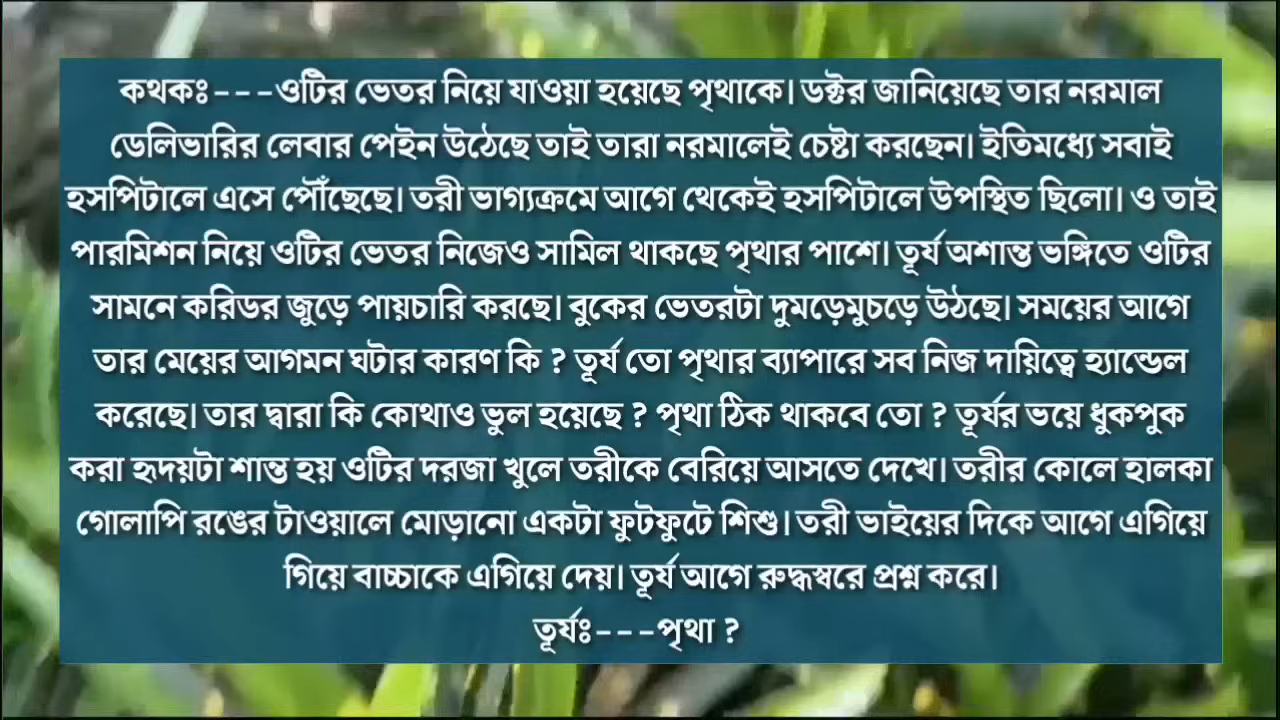 কথকঃ---ওটির ভেতর নিয়ে যাওয়া হয়েছে পৃথাকে। ডক্টর জানিয়েছে তার নরমাল
ডেলিভারির লেবার পেইন উঠেছে তাই তারা নরমালেই চেষ্টা করছেন। ইতিমধ্যে সবাই
হসপিটালে এসে পৌঁছেছে। তরী ভাগ্যক্রমে আগে থেকেই হসপিটালে উপস্থিত ছিলো। ও তাই
পারমিশন নিয়ে ওটির ভেতর নিজেও সামিল থাকছে পৃথার পাশে। তূর্য অশান্ত ভঙ্গিতে ওটির
সামনে করিডর জুড়ে পায়চারি করছে। বুকের ভেতরটা দুমড়েমুচড়ে উঠছে। সময়ের আগে
তার মেয়ের আগমন ঘটার কারণ কি ? তূর্য তো পৃথার ব্যাপারে সব নিজ দায়িত্বে হ্যান্ডেল
করেছে। তার দ্বারা কি কোথাও ভুল হয়েছে ? পৃথা ঠিক থাকবে তো ? তূর্যর ভয়ে ধুকপুক
করা হৃদয়টা শান্ত হয় ওটির দরজা খুলে তরীকে বেরিয়ে আসতে দেখে। তরীর কোলে হালকা
গোলাপি রঙের টাওয়ালে মোড়ানো একটা ফুটফুটে শিশু। তরী ভাইয়ের দিকে আগে এগিয়ে
গিয়ে বাচ্চাকে এগিয়ে দেয়। তূর্য আগে রুদ্ধস্বরে প্রশ্ন করে।
তূর্যঃ---পৃথা ?